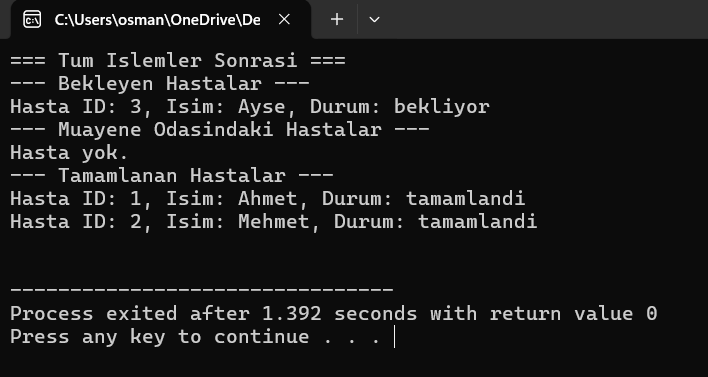 C:\Users\osman\OneDrive\De
=== Tum Islemler Sonrasi ===
--- Bekleyen Hastalar ---
Hasta ID: 3, Isim: Ayse, Durum: bekliyor
--- Muayene Odasindaki Hastalar ---
Hasta yok.
--- Tamamlanan Hastalar ---
Hasta ID: 1, Isim: Ahmet, Durum: tamamlandi
Hasta ID: 2, Isim: Mehmet, Durum: tamamlandi
--------------------------------
Process exited after 1.392 seconds with return value 0
Press any key to continue . . .